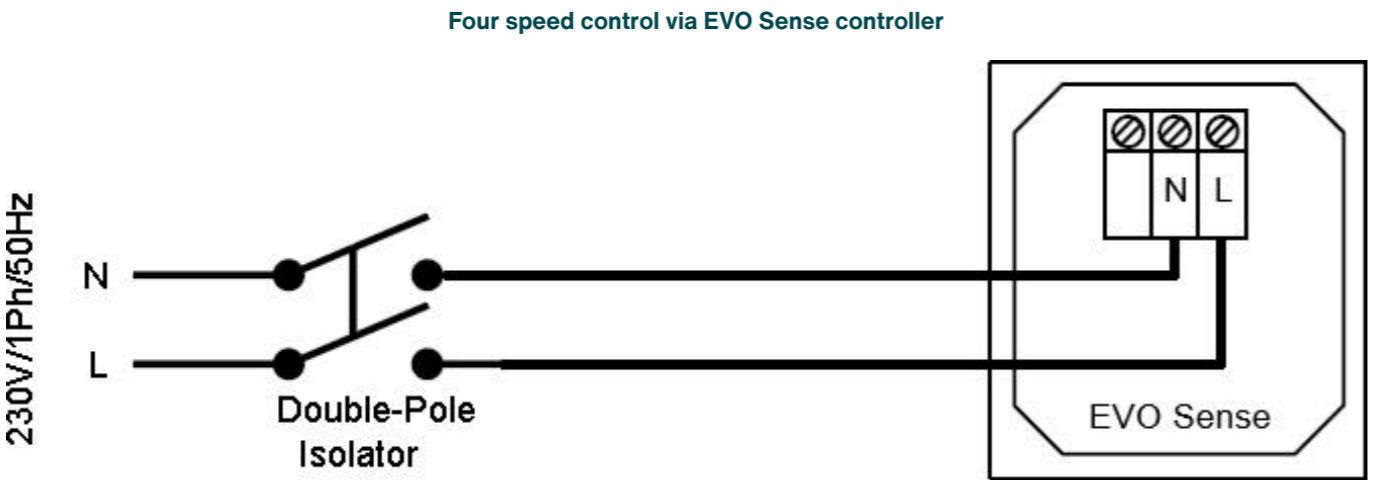 Four speed control via EVO Sense controller
230V/1Ph/50Hz
N
L
Double-Pole
Isolator
N L
EVO Sense